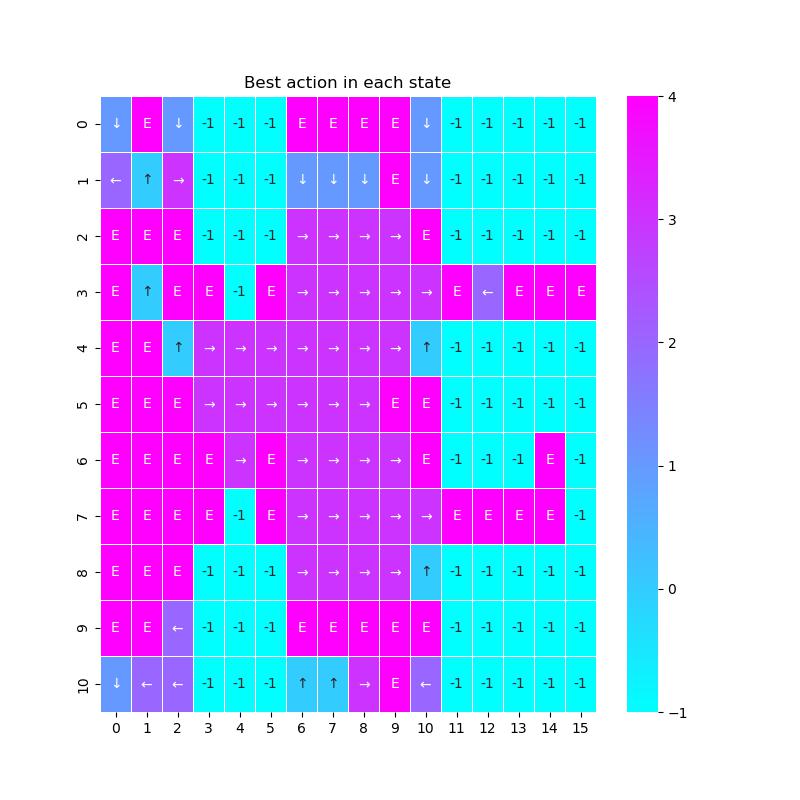 Best action in each state
0 ↓ E ↓ -1 -1 -1 E E E E ↓ -1 -1 -1 -1 -1
1 ← ↑ → -1 -1 -1 ↓ ↓ ↓ E ↓ -1 -1 -1 -1 -1
2 E E E -1 -1 -1 → → → → E -1 -1 -1 -1 -1
3 E ↑ E E -1 E → → → → → E ← E E E
4 E E ↑ → → → → → → → ↑ -1 -1 -1 -1 -1
5 E E E → → → → → → E E -1 -1 -1 -1 -1
6 E E E E → E → → → → E -1 -1 -1 E -1
7 E E E E -1 E → → → → → E E E E -1
8 E E E -1 -1 -1 → → → → ↑ -1 -1 -1 -1 -1
9 E E ← -1 -1 -1 E E E E E -1 -1 -1 -1 -1
10 ↓ ← ← -1 -1 -1 ↑ ↑ → E ← -1 -1 -1 -1 -1
0 1 2 3 4 5 6 7 8 9 10 11 12 13 14 15
4
3
2
1
0
−1